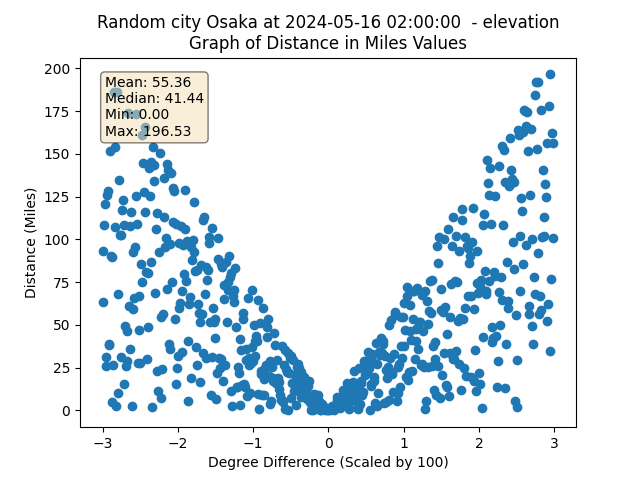 Random city Osaka at 2024-05-16 02:00:00  - elevation
Graph of Distance in Miles Values
Mean: 55.36
Median: 41.44
Min: 0.00
Max: 196.53
200
175
150
125
100
75
50
25
0
Distance (Miles)
−3 −2 −1 0 1 2 3
Degree Difference (Scaled by 100)